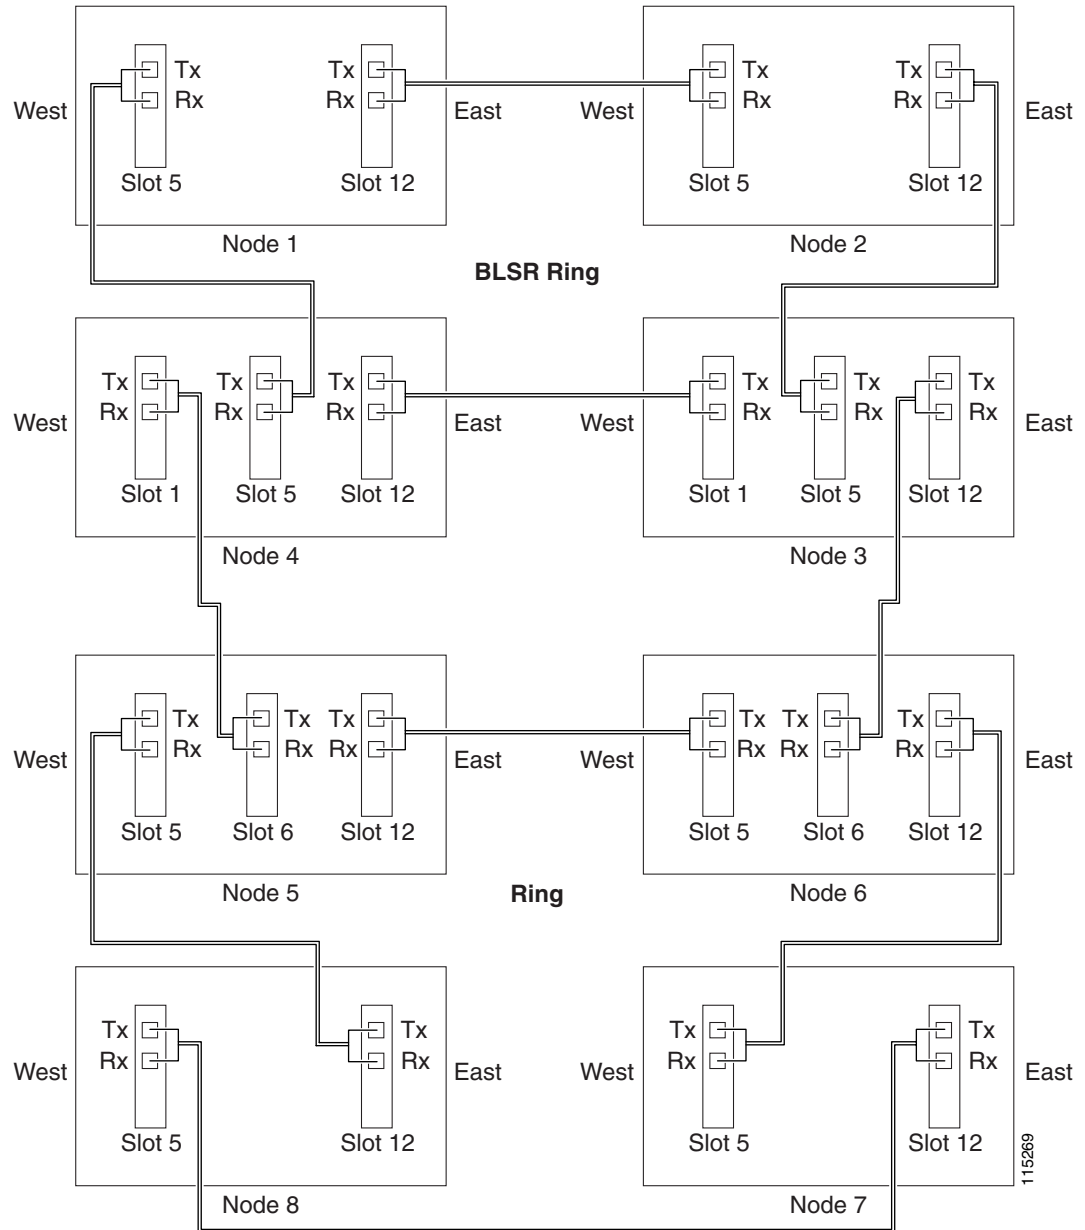 Tx Tx Tx Tx
Rx Rx Rx Rx
West East West East
Slot 5 Slot 12 Slot 5 Slot 12
Node 1 Node 2
BLSR Ring
Tx Tx Tx Tx Tx Tx
Rx Rx Rx Rx Rx Rx
West East West East
Slot 1 Slot 5 Slot 12 Slot 1 Slot 5 Slot 12
Node 4 Node 3
Tx Tx Tx Tx Tx Tx
Rx Rx Rx Rx Rx Rx
West East West East
Slot 5 Slot 6 Slot 12 Slot 5 Slot 6 Slot 12
Node 5 Ring Node 6
Tx Tx Tx Tx
Rx Rx Rx Rx
West East West East
Slot 5 Slot 12 Slot 5 Slot 12
115269
Node 8 Node 7